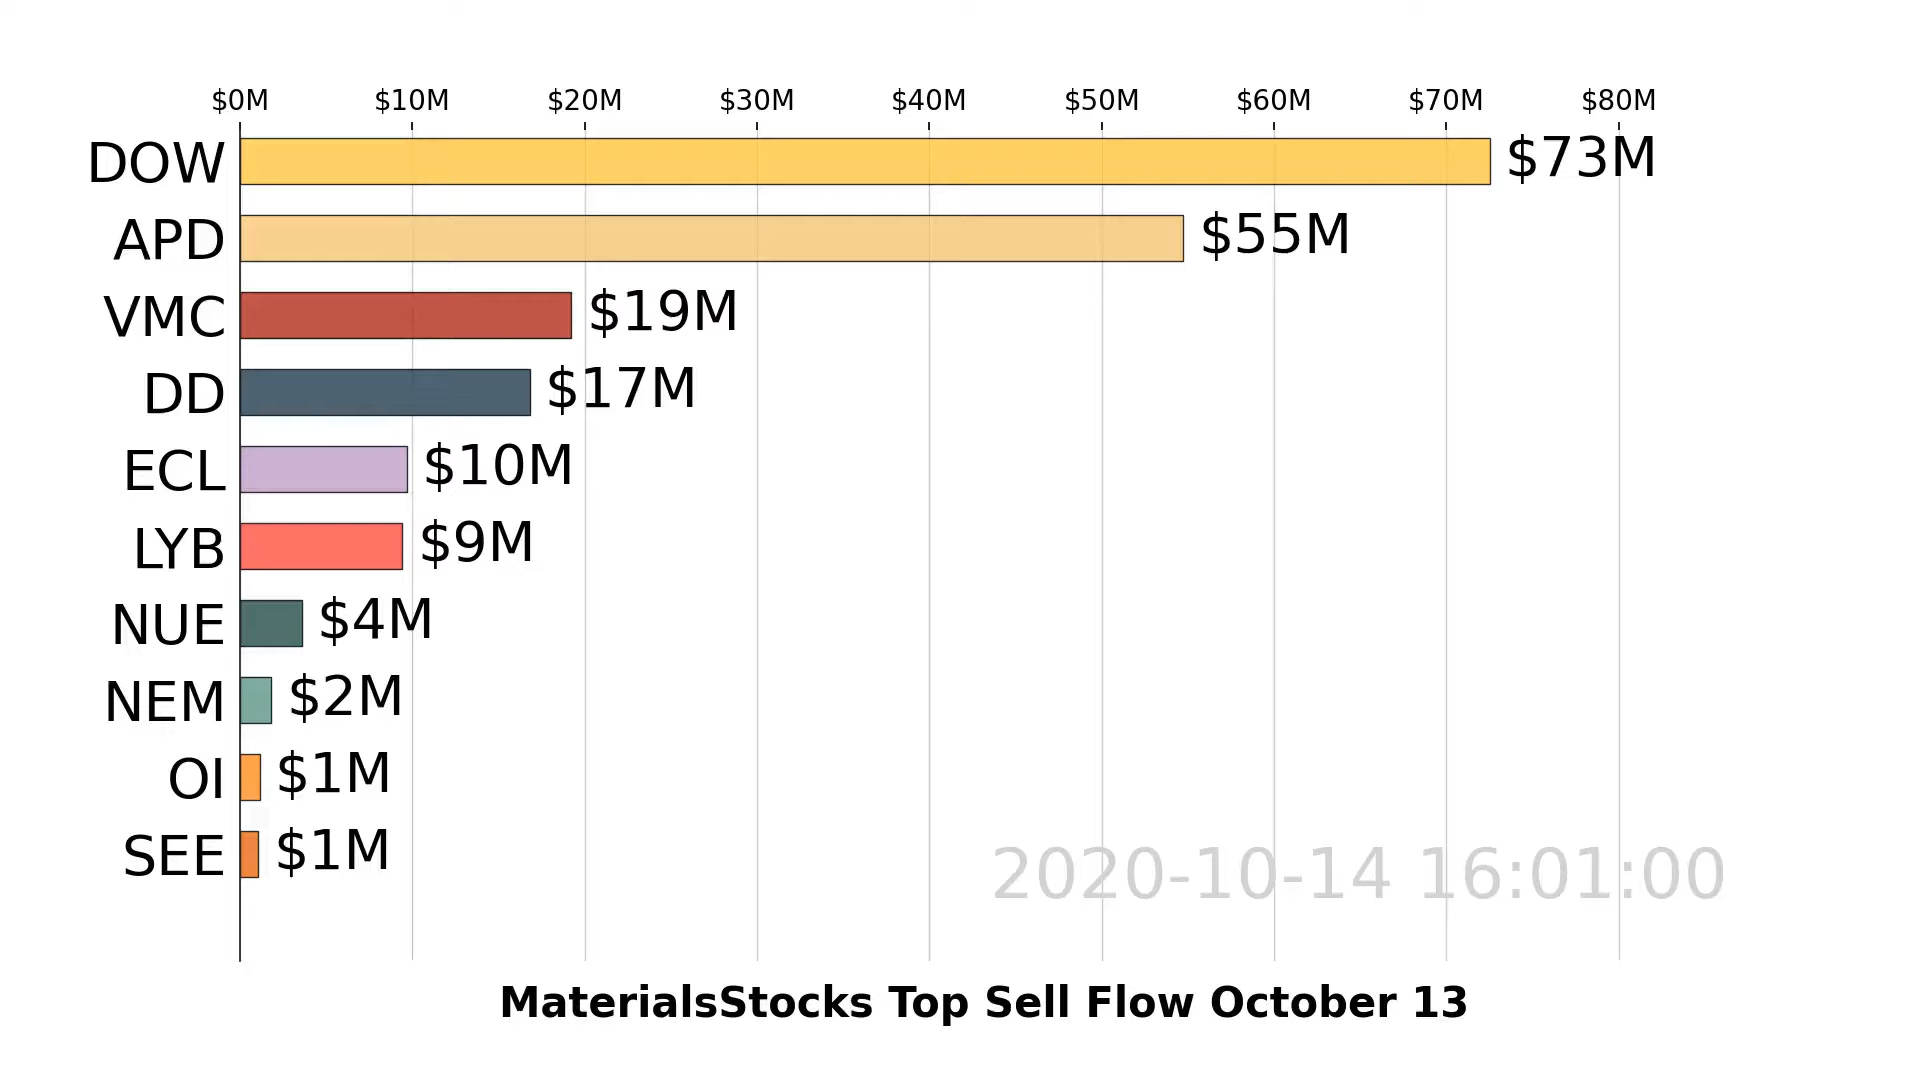 $0M $10M $20M $30M $40M $50M $60M $70M $80M
DOW $73M
APD $55M
VMC $19M
DD $17M
ECL $10M
LYB $9M
NUE $4M
NEM $2M
OI $1M
SEE $1M
2020-10-14 16:01:00
MaterialsStocks Top Sell Flow October 13